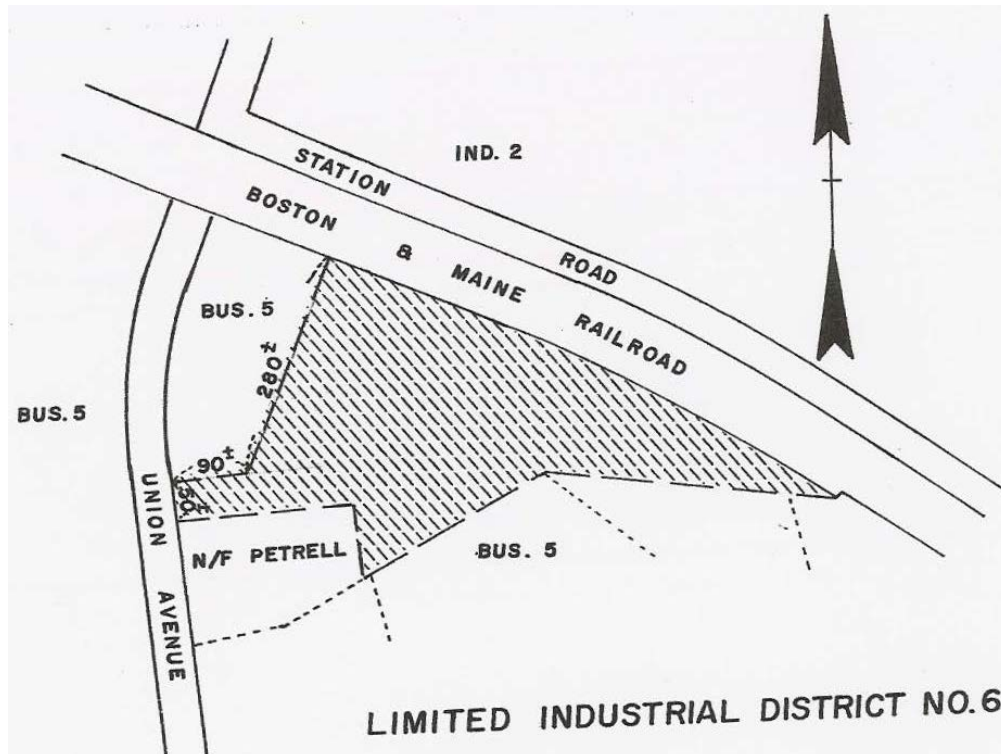 IND. 2
STATION ROAD
BOSTON & MAINE RAILROAD
BUS. 5
280±
BUS. 5
90±
50±
UNION AVENUE
N/F PETRELL
BUS. 5
LIMITED INDUSTRIAL DISTRICT NO.6